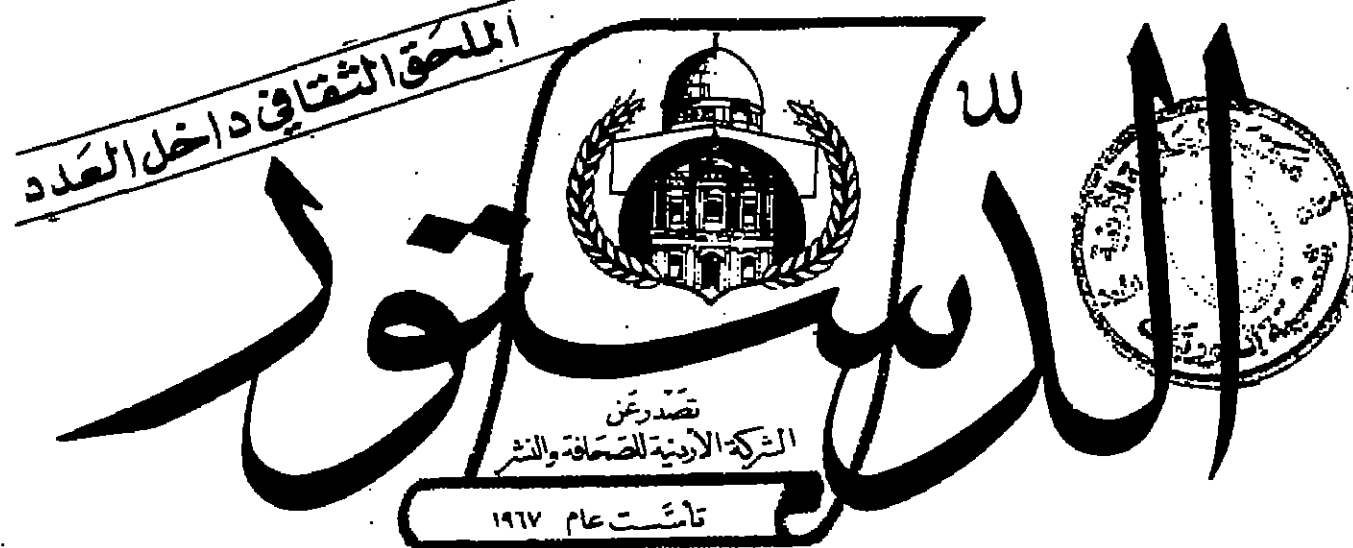 الملحق الثقافي داخل العدد
الدستور
تصدر عن
الشركة الأردنية للصحافة والنشر
تأسست عام ١٩٦٧